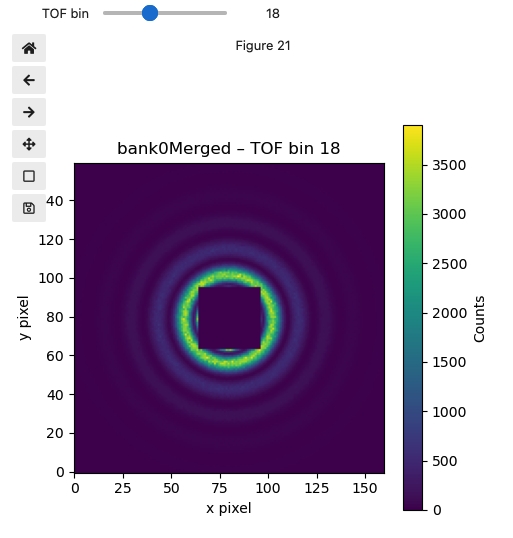 TOF bin 18
Figure 21
bank0Merged – TOF bin 18
40
120
100
80
60
40
20
0
0 25 50 75 100 125 150
x pixel
y pixel
3500
3000
2500
2000
1500
1000
500
0
Counts